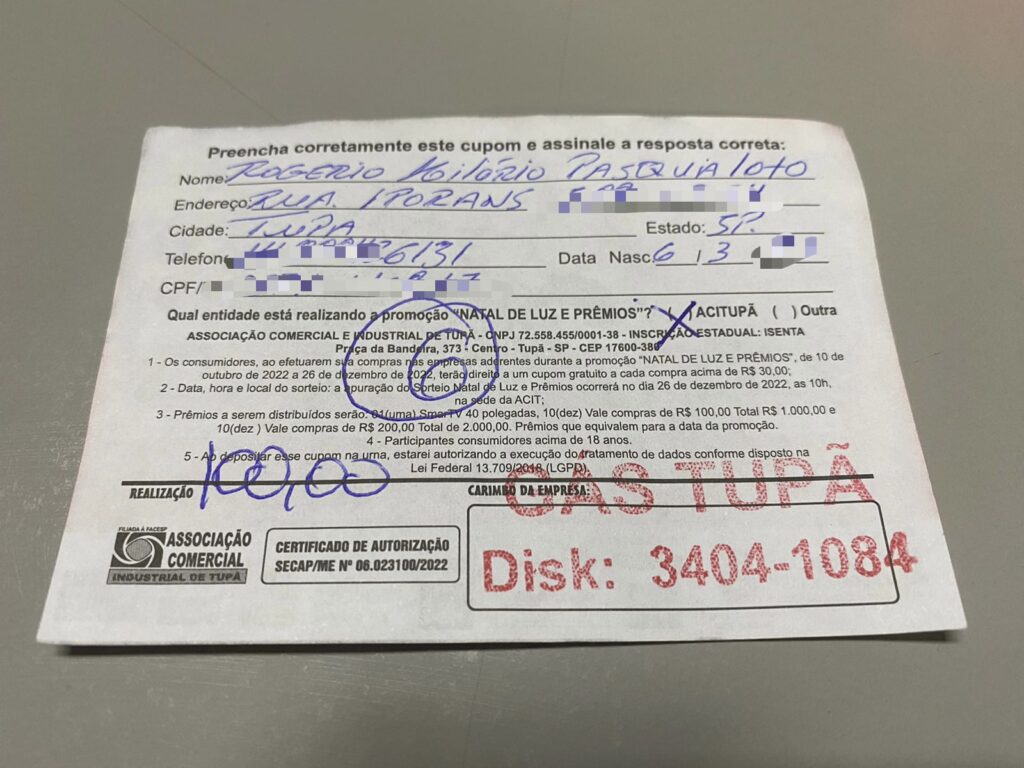 Preencha corretamente este cupom e assinale a resposta correta:
Nome: ROGERIO Hilário PASQUALOTO
Endereço: RUA. IPORANS
Cidade: TUPA Estado: SP.
Telefone 6131 Data Nasc. 6 / 3
CPF/
Qual entidade está realizando a promoção "NATAL DE LUZ E PRÊMIOS"? (X) ACITUPÃ ( ) Outra
ASSOCIAÇÃO COMERCIAL E INDUSTRIAL DE TUPÃ - CNPJ 72.558.455/0001-38 - INSCRIÇÃO ESTADUAL: ISENTA
Praça da Bandeira, 373 - Centro - Tupã - SP - CEP 17600-380
1 - Os consumidores, ao efetuarem sua compras nas empresas aderentes durante a promoção "NATAL DE LUZ E PRÊMIOS", de 10 de
outubro de 2022 a 26 de dezembro de 2022, terão direito a um cupom gratuito a cada compra acima de R$ 30,00;
2 - Data, hora e local do sorteio: a apuração do Sorteio Natal de Luz e Prêmios ocorrerá no dia 26 de dezembro de 2022, as 10h,
na sede da ACIT;
6
3 - Prêmios a serem distribuídos serão: 01(uma) SmarTV 40 polegadas, 10(dez) Vale compras de R$ 100,00 Total R$ 1.000,00 e
10(dez ) Vale compras de R$ 200,00 Total de 2.000,00. Prêmios que equivalem para a data da promoção.
4 - Participantes consumidores acima de 18 anos.
5 - Ao depositar esse cupom na urna, estarei autorizando a execução do tratamento de dados conforme disposto na
Lei Federal 13.709/2018 (LGPD).
100,00
GÁS TUPÃ
REALIZAÇÃO CARIMBO DA EMPRESA:
FILIADA À FACESP
ASSOCIAÇÃO
COMERCIAL
INDUSTRIAL DE TUPÃ
CERTIFICADO DE AUTORIZAÇÃO
SECAP/ME Nº 06.023100/2022
Disk: 3404-1084